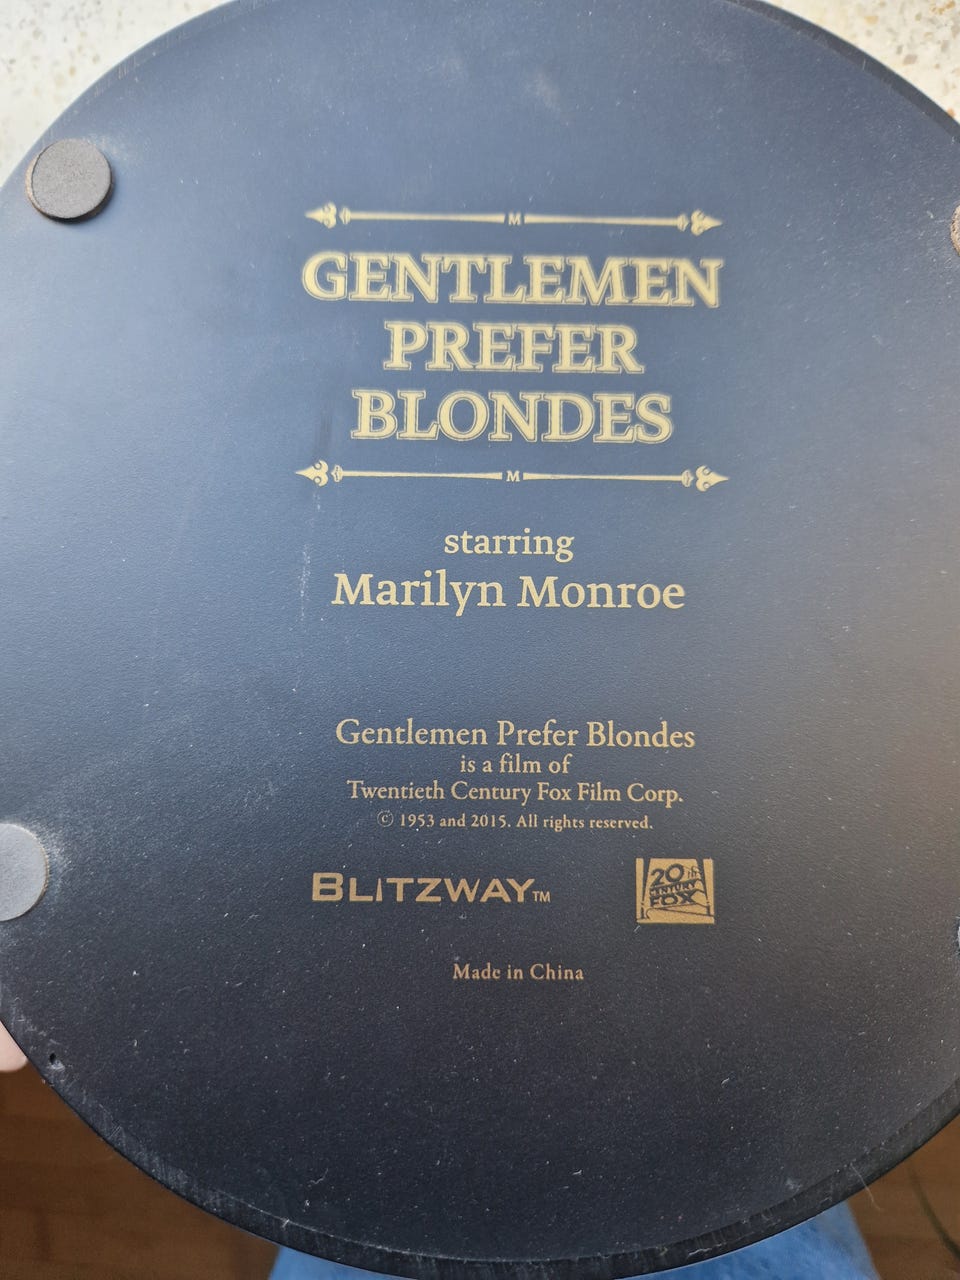 M
GENTLEMEN
PREFER
BLONDES
M
starring
Marilyn Monroe
Gentlemen Prefer Blondes
is a film of
Twentieth Century Fox Film Corp.
© 1953 and 2015. All rights reserved.
BLITZWAY™
20th
CENTURY
FOX
Made in China